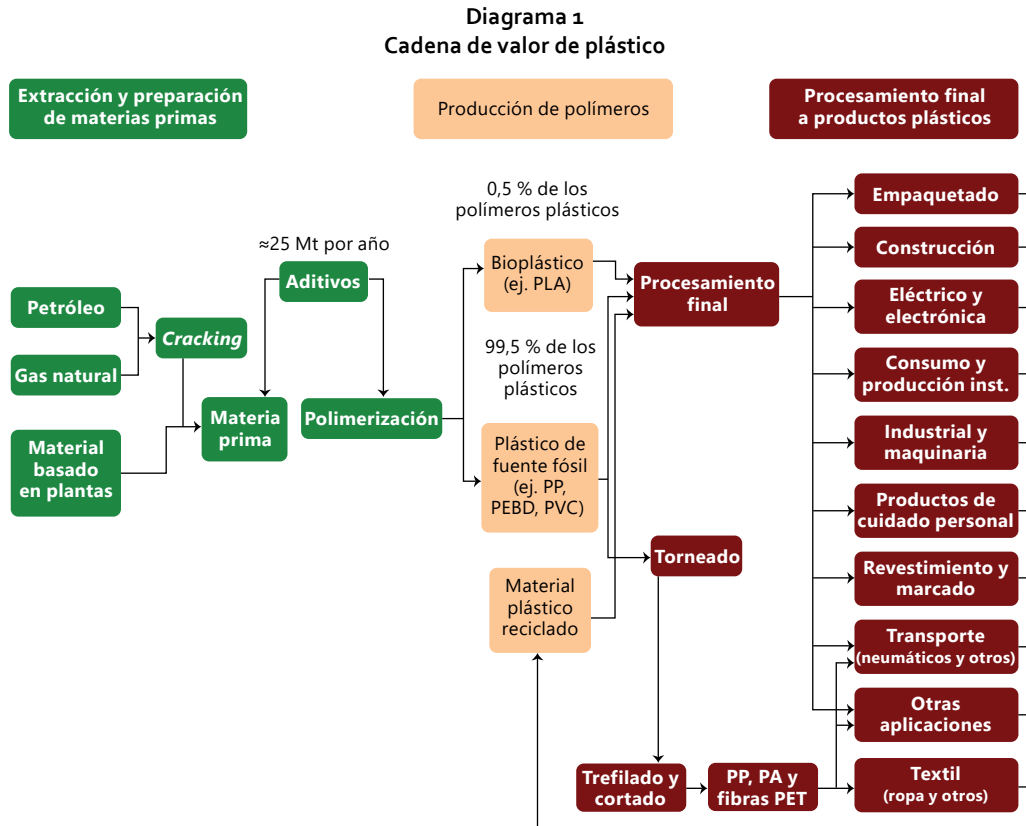 Diagrama 1
Cadena de valor de plástico
Extracción y preparación
de materias primas
Producción de polímeros
Procesamiento final
a productos plásticos
0,5 % de los
polímeros plásticos
≈25 Mt por año
Aditivos
Petróleo
Gas natural
Cracking
Material
basado
en plantas
Materia
prima
Polimerización
Bioplástico
(ej. PLA)
99,5 % de los
polímeros
plásticos
Plástico de
fuente fósil
(ej. PP,
PEBD, PVC)
Material
plástico
reciclado
Procesamiento
final
Torneado
Trefilado y
cortado
PP, PA y
fibras PET
Empaquetado
Construcción
Eléctrico y
electrónica
Consumo y
producción inst.
Industrial y
maquinaria
Productos de
cuidado personal
Revestimiento y
marcado
Transporte
(neumáticos y otros)
Otras
aplicaciones
Textil
(ropa y otros)